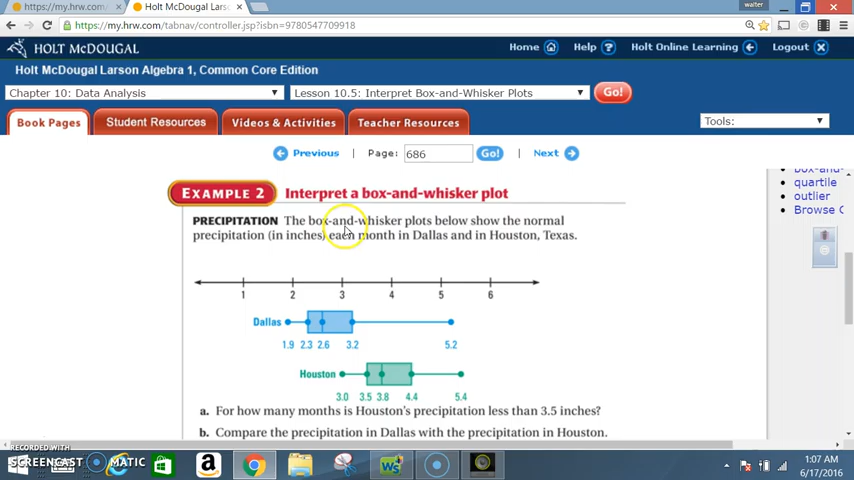 walter
https://my.hrw.com/tabnav/
Holt McDougal Larson
https://my.hrw.com/tabnav/controller.jsp?isbn=9780547709918
HOLT MCDOUGAL
Home
Help
Holt Online Learning
Logout
Holt McDougal Larson Algebra 1, Common Core Edition
Chapter 10: Data Analysis
Lesson 10.5: Interpret Box-and-Whisker Plots
Go!
Book Pages
Student Resources
Videos & Activities
Teacher Resources
Tools:
Previous | Page: 686 Go! | Next
quartile
outlier
Browse
EXAMPLE 2 Interpret a box-and-whisker plot
PRECIPITATION The box-and-whisker plots below show the normal
precipitation (in inches) each month in Dallas and in Houston, Texas.
1 2 3 4 5 6
Dallas
1.9 2.3 2.6 3.2 5.2
Houston
3.0 3.5 3.8 4.4 5.4
a. For how many months is Houston's precipitation less than 3.5 inches?
b. Compare the precipitation in Dallas with the precipitation in Houston.
RECORDED WITH
SCREENCAST MATIC
1:07 AM
6/17/2016